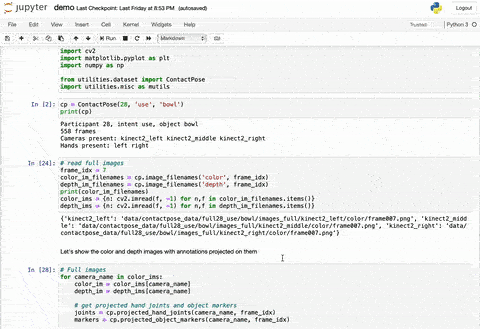 jupyter demo Last Checkpoint: Last Friday at 8:53 PM (autosaved)
Logout
File Edit View Insert Cell Kernel Widgets Help
Trusted Python 3
Run Markdown
import cv2
import matplotlib.pyplot as plt
import numpy as np
from utilities.dataset import ContactPose
import utilities.misc as mutils
In [2]: cp = ContactPose(28, 'use', 'bowl')
print(cp)
Participant 28, intent use, object bowl
558 frames
Cameras present: kinect2_left kinect2_middle kinect2_right
Hands present: left right
In [24]: # read full images
frame_idx = 7
color_im_filenames = cp.image_filenames('color', frame_idx)
depth_im_filenames = cp.image_filenames('depth', frame_idx)
print(color_im_filenames)
color_ims = {n: cv2.imread(f, -1) for n,f in color_im_filenames.items()}
depth_ims = {n: cv2.imread(f, -1) for n,f in depth_im_filenames.items()}
{'kinect2_left': 'data/contactpose_data/full28_use/bowl/images_full/kinect2_left/color/frame007.png', 'kinect2_midd
le': 'data/contactpose_data/full28_use/bowl/images_full/kinect2_middle/color/frame007.png', 'kinect2_right': 'data/
contactpose_data/full28_use/bowl/images_full/kinect2_right/color/frame007.png'}
Let's show the color and depth images with annotations projected on them
In [28]: # Full images
for camera_name in color_ims:
color_im = color_ims[camera_name]
depth_im = depth_ims[camera_name]
# get projected hand joints and object markers
joints = cp.projected_hand_joints(camera_name, frame_idx)
markers = cp.projected_object_markers(camera_name, frame_idx)